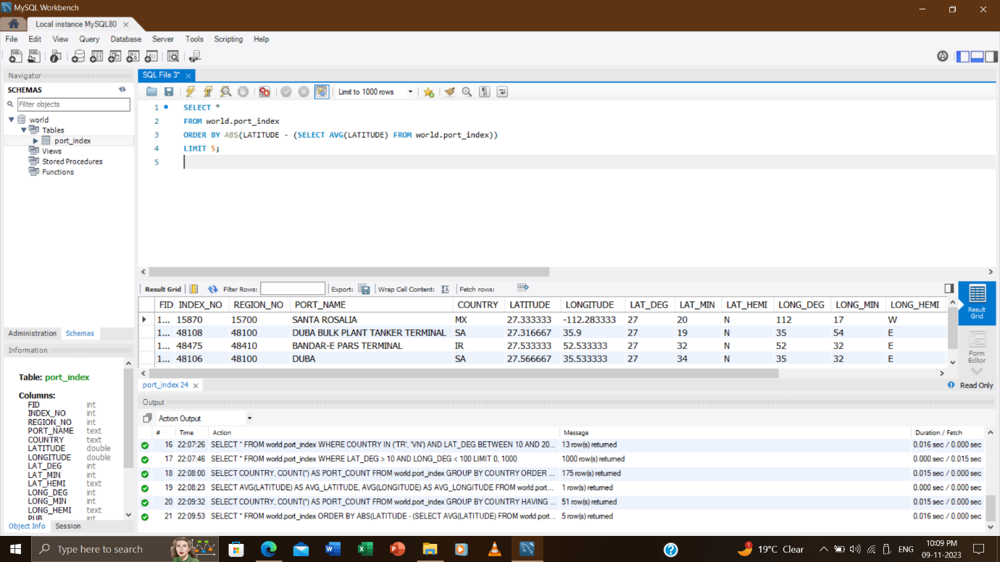 MySQL Workbench
Local instance MySQL80
File Edit View Query Database Server Tools Scripting Help
Navigator
SCHEMAS
Filter objects
world
Tables
port_index
Views
Stored Procedures
Functions
Administration Schemas
Information
Table: port_index
Columns:
FID int
INDEX_NO int
REGION_NO int
PORT_NAME text
COUNTRY text
LATITUDE double
LONGITUDE double
LAT_DEG int
LAT_MIN int
LAT_HEMI text
LONG_DEG int
LONG_MIN int
LONG_HEMI text
PUB int
Object Info Session
SQL File 3*
Limit to 1000 rows
1 SELECT *
2 FROM world.port_index
3 ORDER BY ABS(LATITUDE - (SELECT AVG(LATITUDE) FROM world.port_index))
4 LIMIT 5;
5
Result Grid Filter Rows: Export: Wrap Cell Content: Fetch rows:
FID INDEX_NO REGION_NO PORT_NAME COUNTRY LATITUDE LONGITUDE LAT_DEG LAT_MIN LAT_HEMI LONG_DEG LONG_MIN LONG_HEMI
1... 15870 15700 SANTA ROSALIA MX 27.333333 -112.283333 27 20 N 112 17 W
1... 48108 48100 DUBA BULK PLANT TANKER TERMINAL SA 27.316667 35.9 27 19 N 35 54 E
1... 48475 48410 BANDAR-E PARS TERMINAL IR 27.533333 52.533333 27 32 N 52 32 E
1... 48106 48100 DUBA SA 27.566667 35.533333 27 34 N 35 32 E
Result
Grid
Form
Editor
port_index 24
Read Only
Output
Action Output
# Time Action Message Duration / Fetch
16 22:07:26 SELECT * FROM world.port_index WHERE COUNTRY IN ('TR', 'VN') AND LAT_DEG BETWEEN 10 AND 20... 13 row(s) returned 0.016 sec / 0.000 sec
17 22:07:46 SELECT * FROM world.port_index WHERE LAT_DEG > 10 AND LONG_DEG < 100 LIMIT 0, 1000 1000 row(s) returned 0.000 sec / 0.015 sec
18 22:08:00 SELECT COUNTRY, COUNT(*) AS PORT_COUNT FROM world.port_index GROUP BY COUNTRY ORDER ... 175 row(s) returned 0.015 sec / 0.000 sec
19 22:08:23 SELECT AVG(LATITUDE) AS AVG_LATITUDE, AVG(LONGITUDE) AS AVG_LONGITUDE FROM world.port... 1 row(s) returned 0.000 sec / 0.000 sec
20 22:09:32 SELECT COUNTRY, COUNT(*) AS PORT_COUNT FROM world.port_index GROUP BY COUNTRY HAVING ... 51 row(s) returned 0.015 sec / 0.000 sec
21 22:09:53 SELECT * FROM world.port_index ORDER BY ABS(LATITUDE - (SELECT AVG(LATITUDE) FROM world.port... 5 row(s) returned 0.016 sec / 0.000 sec
Type here to search
1
19°C Clear
ENG
10:09 PM
09-11-2023